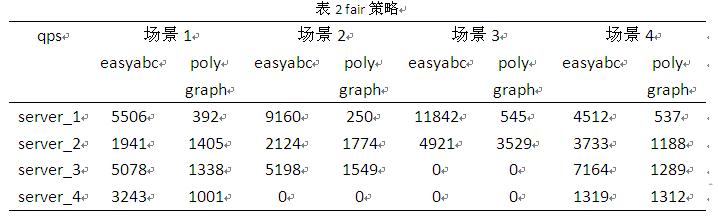 表 2 fair 策略
qps 场景 1 场景 2 场景 3 场景 4
easyabc poly easyabc poly easyabc poly easyabc poly
graph graph graph graph
server_1 5506 392 9160 250 11842 545 4512 537
server_2 1941 1405 2124 1774 4921 3529 3733 1188
server_3 5078 1338 5198 1549 0 0 7164 1289
server_4 3243 1001 0 0 0 0 1319 1312